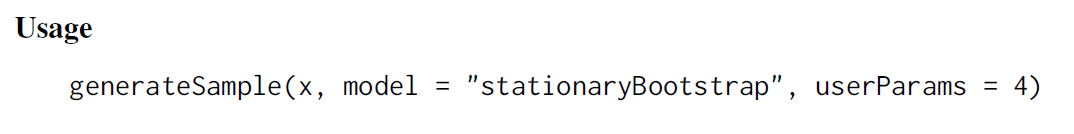 Usage
generateSample(x, model = "stationaryBootstrap", userParams = 4)